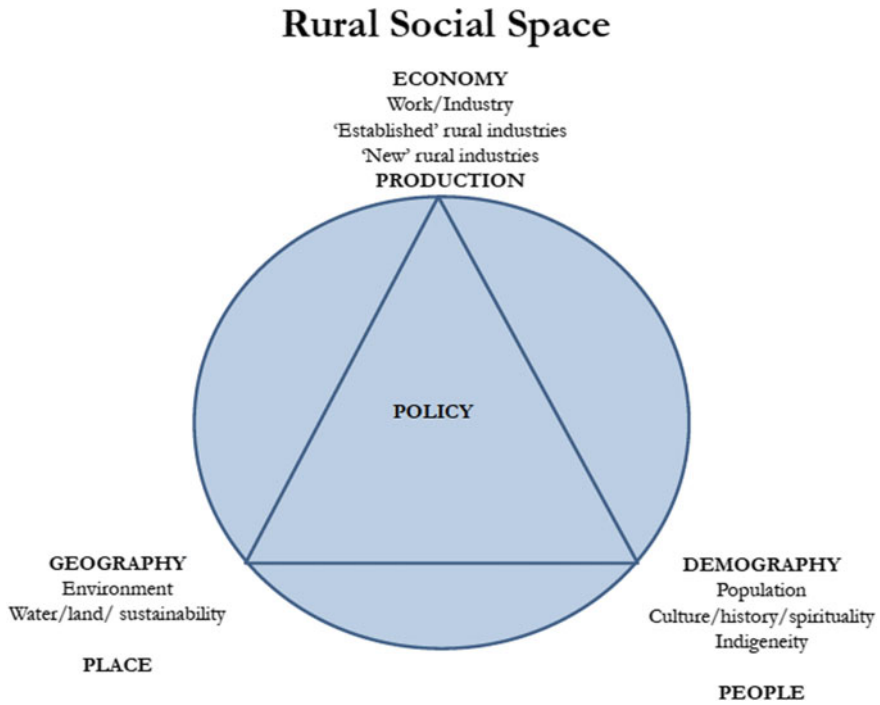 Rural Social Space
ECONOMY
Work/Industry
‘Established’ rural industries
‘New’ rural industries
PRODUCTION
POLICY
GEOGRAPHY
Environment
Water/land/ sustainability
PLACE
DEMOGRAPHY
Population
Culture/history/spirituality
Indigeneity
PEOPLE